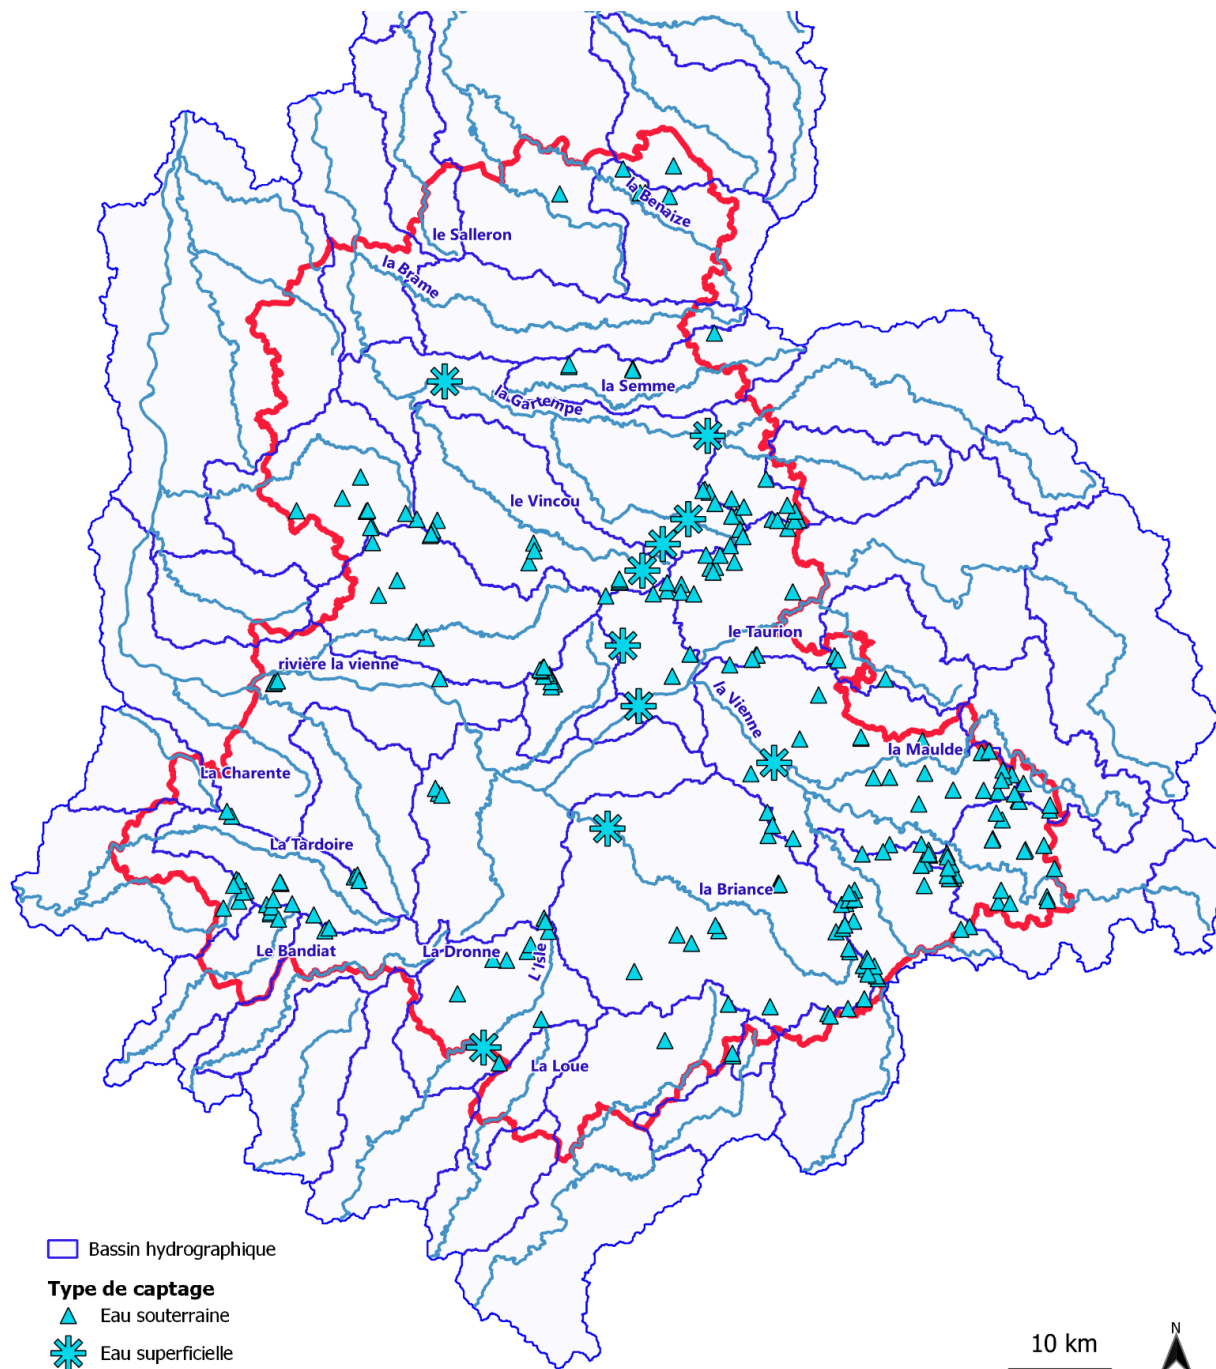 la Benaize
le Salleron
la Brame
la Semme
la Gartempe
le Vincou
le Taurion
rivière la vienne
la Vienne
la Maulde
La Charente
La Tardoire
la Briance
Le Bandiat
La Dronne
L'Isle
La Loue
Bassin hydrographique
Type de captage
Eau souterraine
Eau superficielle
10 km
N